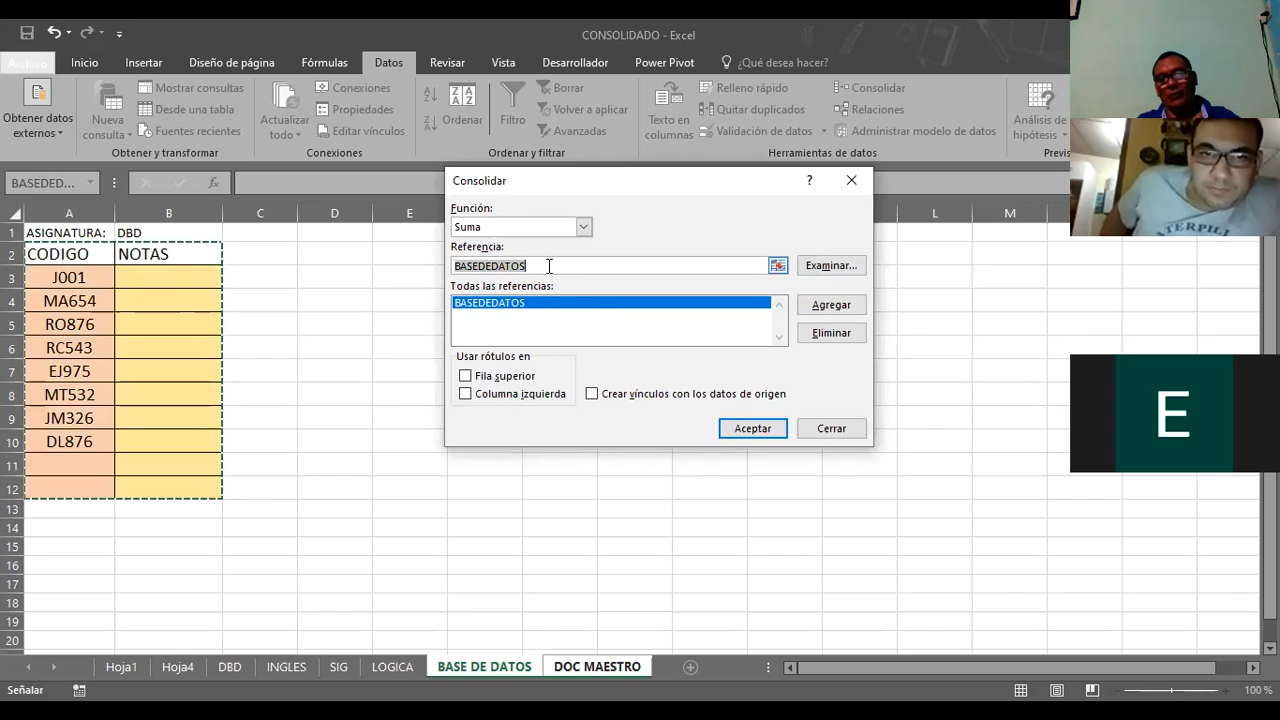 CONSOLIDADO - Excel
Archivo Inicio Insertar Diseño de página Fórmulas Datos Revisar Vista Desarrollador Power Pivot ¿Qué desea hacer?
Obtener datos externos
Nueva consulta
Mostrar consultas
Desde una tabla
Fuentes recientes
Obtener y transformar
Actualizar todo
Conexiones
Propiedades
Editar vínculos
Conexiones
Ordenar
Filtro
Borrar
Volver a aplicar
Avanzadas
Ordenar y filtrar
Texto en columnas
Relleno rápido
Quitar duplicados
Validación de datos
Consolidar
Relaciones
Administrar modelo de datos
Herramientas de datos
Análisis de hipótesis
Previs
BASEDED...
fx
A B C D E L M
1 ASIGNATURA: DBD
2 CODIGO NOTAS
3 J001
4 MA654
5 RO876
6 RC543
7 EJ975
8 MT532
9 JM326
10 DL876
11
12
13
14
15
16
17
18
19
20
Consolidar
?
Función:
Suma
Referencia:
BASEDEDATOS
Examinar...
Todas las referencias:
BASEDEDATOS
Agregar
Eliminar
Usar rótulos en
Fila superior
Columna izquierda
Crear vínculos con los datos de origen
Aceptar
Cerrar
CATERPIL
E
Hoja1 Hoja4 DBD INGLES SIG LOGICA BASE DE DATOS DOC MAESTRO
Señalar
100 %